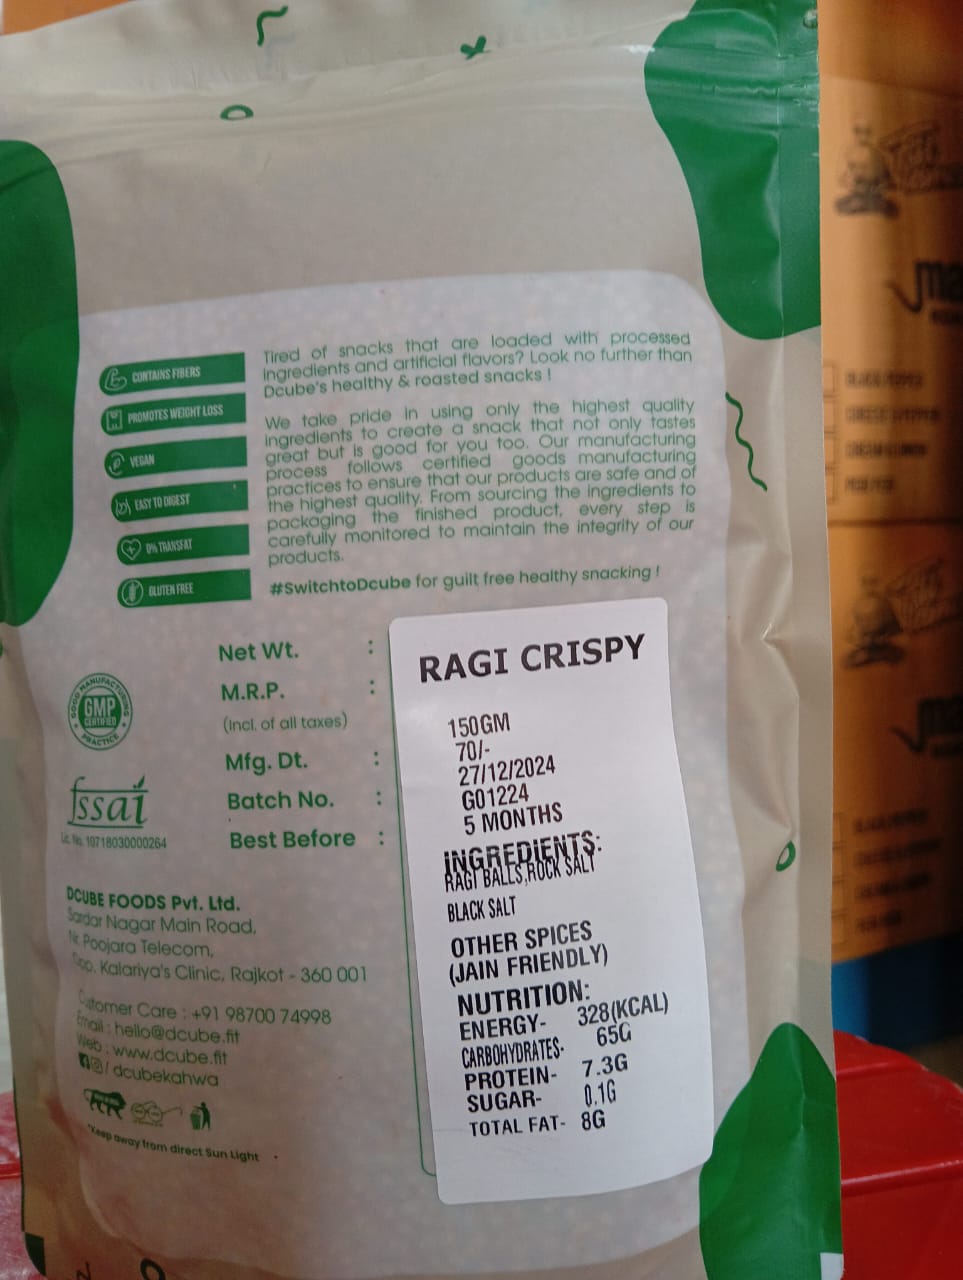 CONTAINS FIBERS
PROMOTES WEIGHT LOSS
VEGAN
EASY TO DIGEST
0% TRANSFAT
GLUTEN FREE
Tired of snacks that are loaded with processed
ingredients and artificial flavors? Look no further than
Dcube's healthy & roasted snacks !
We take pride in using only the highest quality
ingredients to create a snack that not only tastes
great but is good for you too. Our manufacturing
process follows certified goods manufacturing
practices to ensure that our products are safe and of
the highest quality. From sourcing the ingredients to
packaging the finished product, every step is
carefully monitored to maintain the integrity of our
products.
#SwitchtoDcube for guilt free healthy snacking !
Net Wt. :
M.R.P. :
(Incl. of all taxes)
Mfg. Dt. :
Batch No. :
Best Before :
GOOD MANUFACTURING
GMP
CERTIFIED
PRACTICE
fssai
Lic. No. 10718030000264
DCUBE FOODS Pvt. Ltd.
Sardar Nagar Main Road,
Nr. Poojara Telecom,
Opp. Kalariya's Clinic, Rajkot - 360 001
Customer Care : +91 98700 74998
Email : hello@dcube.fit
Web : www.dcube.fit
/ dcubekahwa
*Keep away from direct Sun Light
RAGI CRISPY
150GM
70/-
27/12/2024
G01224
5 MONTHS
INGREDIENTS:
RAGI BALLS,ROCK SALT
BLACK SALT
OTHER SPICES
(JAIN FRIENDLY)
NUTRITION:
ENERGY- 328(KCAL)
CARBOHYDRATES- 65G
PROTEIN- 7.3G
SUGAR- 0.1G
TOTAL FAT- 8G